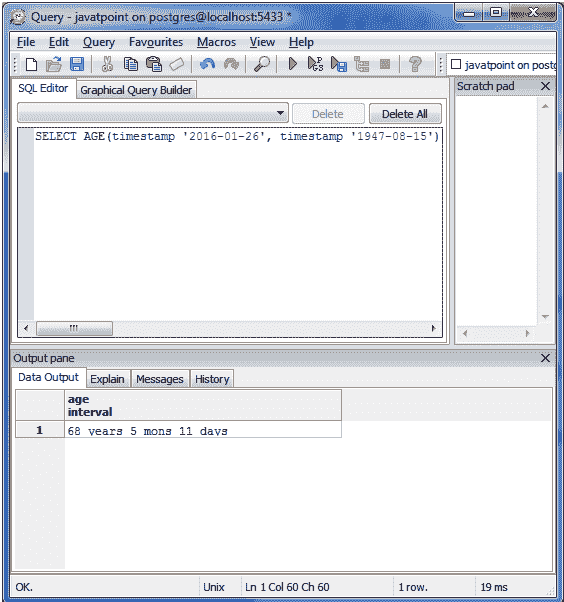 Query - javatpoint on postgres@localhost:5433 *
File Edit Query Favourites Macros View Help
javatpoint on postg
SQL Editor Graphical Query Builder
Scratch pad
Delete Delete All
SELECT AGE(timestamp '2016-01-26', timestamp '1947-08-15')
Output pane
Data Output Explain Messages History
age
interval
1 68 years 5 mons 11 days
OK. Unix Ln 1 Col 60 Ch 60 1 row. 19 ms